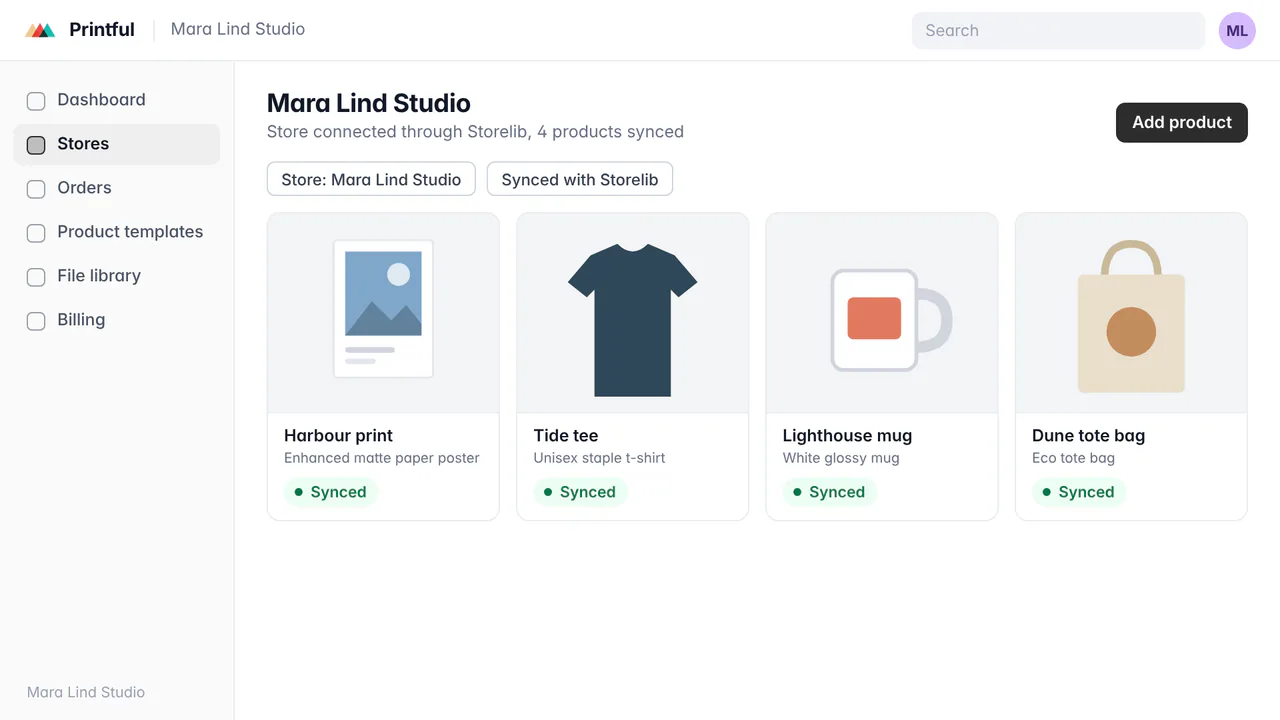 Printful
Mara Lind Studio
Search
ML
Dashboard
Stores
Orders
Product templates
File library
Billing
Mara Lind Studio
Mara Lind Studio
Store connected through Storelib, 4 products synced
Add product
Store: Mara Lind Studio
Synced with Storelib
Harbour print
Enhanced matte paper poster
Synced
Tide tee
Unisex staple t-shirt
Synced
Lighthouse mug
White glossy mug
Synced
Dune tote bag
Eco tote bag
Synced